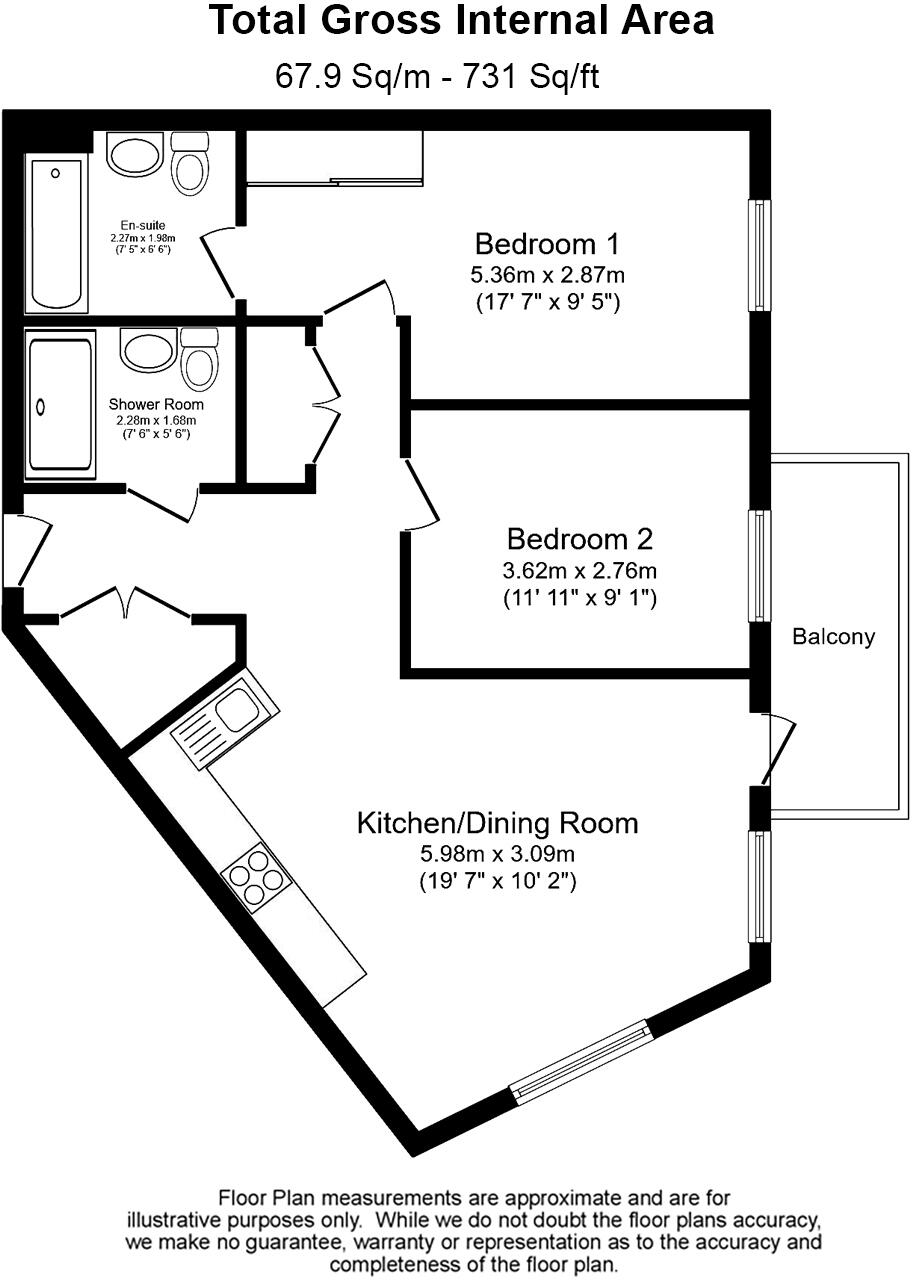 Total Gross Internal Area
67.9 Sq/m - 731 Sq/ft
En-suite
2.27m x 1.98m
(7' 5" x 6' 6")
Bedroom 1
5.36m x 2.87m
(17' 7" x 9' 5")
Shower Room
2.28m x 1.68m
(7' 6" x 5' 6")
Bedroom 2
3.62m x 2.76m
(11' 11" x 9' 1")
Balcony
Kitchen/Dining Room
5.98m x 3.09m
(19' 7" x 10' 2")
Floor Plan measurements are approximate and are for
illustrative purposes only.  While we do not doubt the floor plans accuracy,
we make no guarantee, warranty or representation as to the accuracy and
completeness of the floor plan.